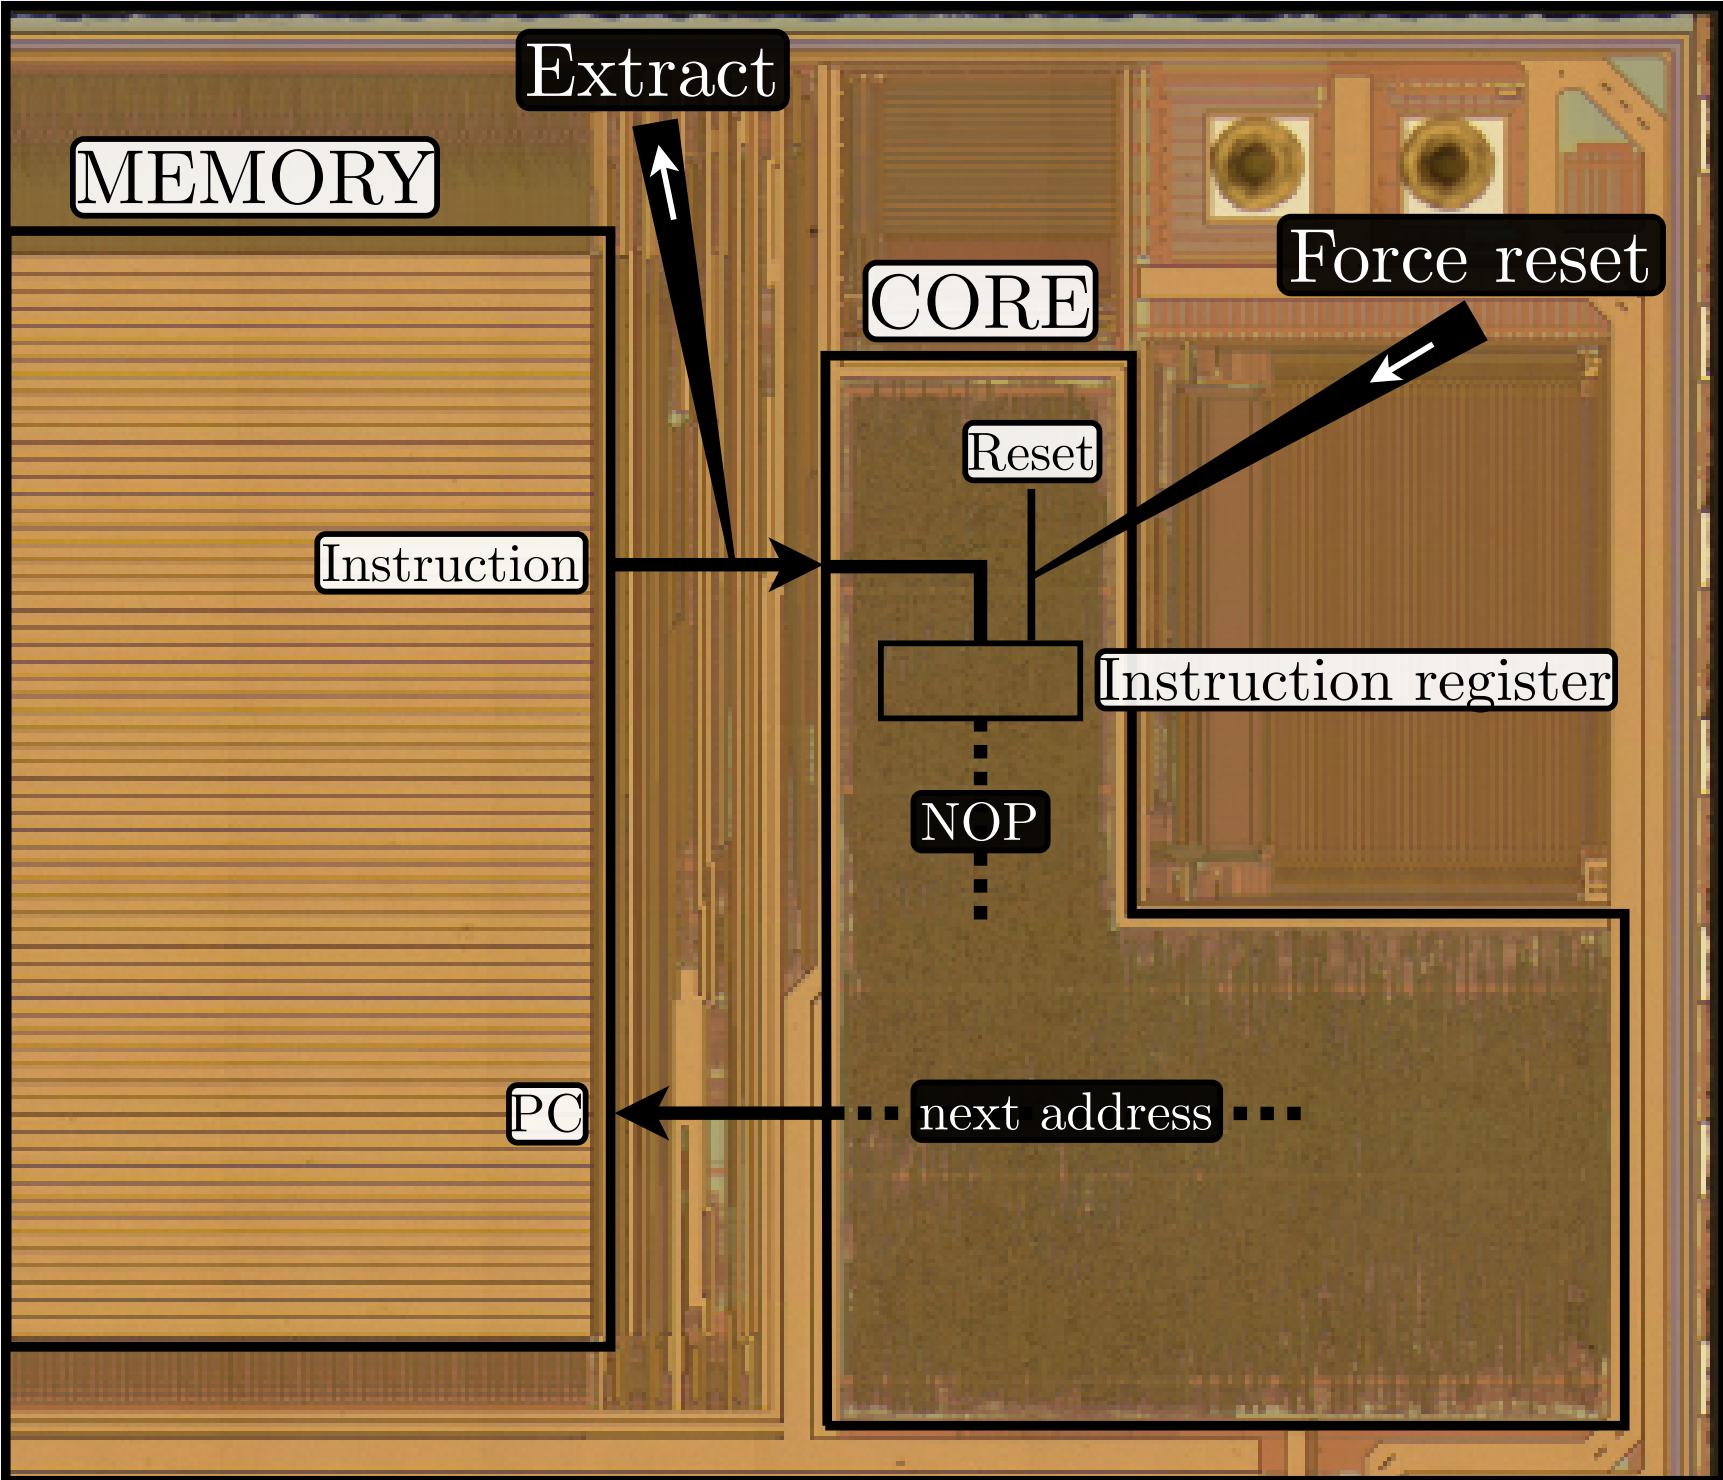 Extract
MEMORY
Force reset
CORE
Reset
Instruction
Instruction register
NOP
PC
next address